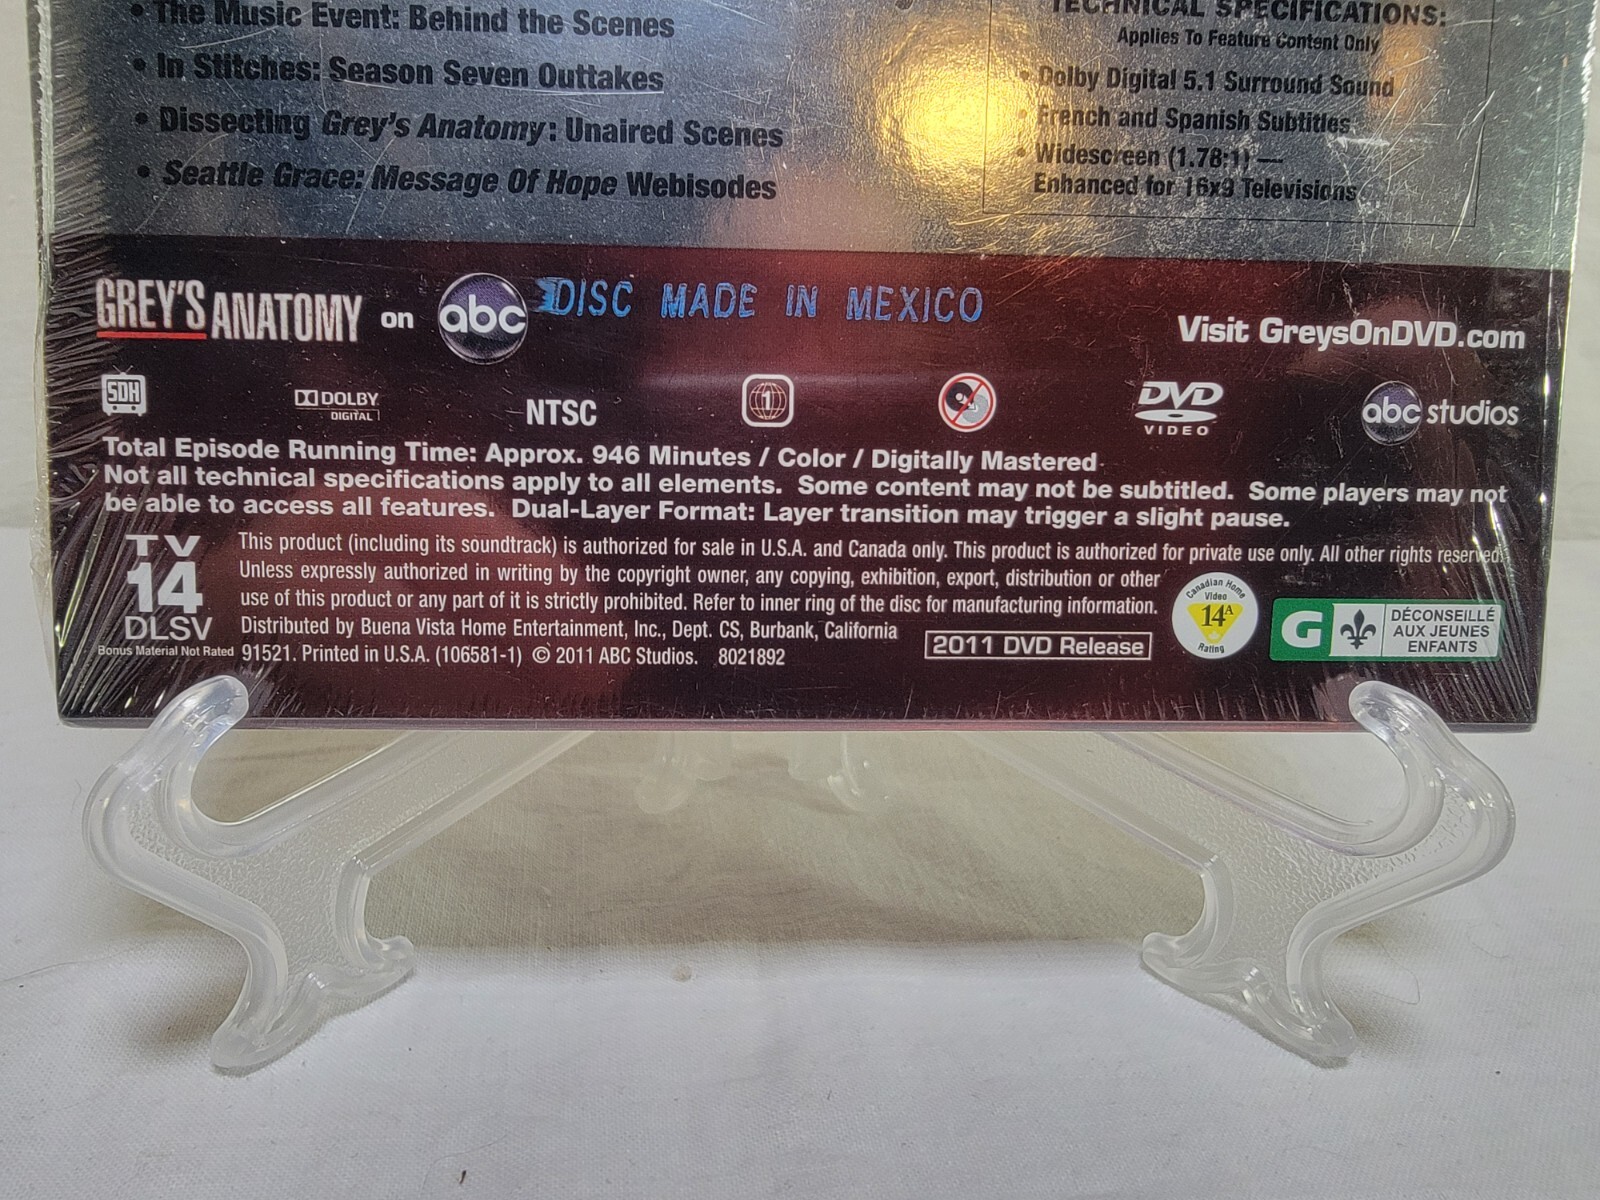 • The Music Event: Behind the Scenes
• In Stitches: Season Seven Outtakes
• Dissecting Grey's Anatomy: Unaired Scenes
• Seattle Grace: Message Of Hope Webisodes
TECHNICAL SPECIFICATIONS:
Applies To Feature Content Only
• Dolby Digital 5.1 Surround Sound
• French and Spanish Subtitles
• Widescreen (1.78:1) —
Enhanced for 16x9 Televisions
GREY'S ANATOMY on abc DISC MADE IN MEXICO
Visit GreysOnDVD.com
SDH DOLBY DIGITAL NTSC 1 DVD VIDEO abc studios
Total Episode Running Time: Approx. 946 Minutes / Color / Digitally Mastered
Not all technical specifications apply to all elements. Some content may not be subtitled. Some players may not
be able to access all features. Dual-Layer Format: Layer transition may trigger a slight pause.
TV
14
DLSV
Bonus Material Not Rated
This product (including its soundtrack) is authorized for sale in U.S.A. and Canada only. This product is authorized for private use only. All other rights reserved.
Unless expressly authorized in writing by the copyright owner, any copying, exhibition, export, distribution or other
use of this product or any part of it is strictly prohibited. Refer to inner ring of the disc for manufacturing information.
Distributed by Buena Vista Home Entertainment, Inc., Dept. CS, Burbank, California
91521. Printed in U.S.A. (106581-1) © 2011 ABC Studios. 8021892
2011 DVD Release
Canadian Home
Video
14A
Rating
G
DÉCONSEILLÉ
AUX JEUNES
ENFANTS